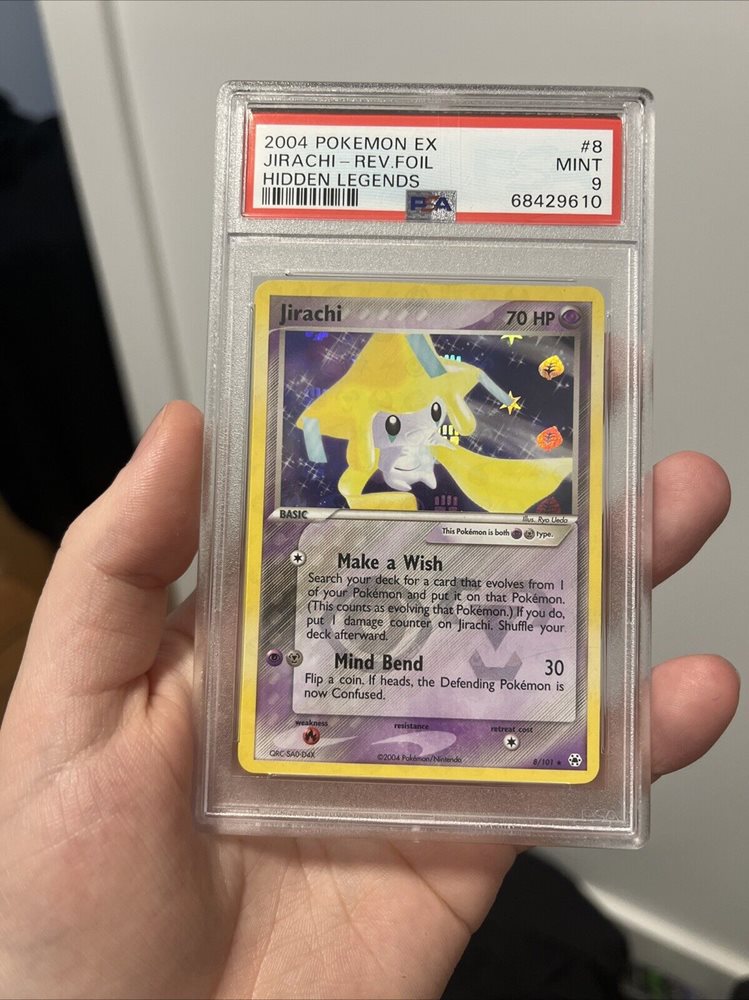 2004 POKEMON EX #8
JIRACHI – REV.FOIL MINT
HIDDEN LEGENDS 9
PSA 68429610
Jirachi 70 HP
BASIC
Illus. Ryo Ueda
This Pokémon is both type.
Make a Wish
Search your deck for a card that evolves from 1
of your Pokémon and put it on that Pokémon.
(This counts as evolving that Pokémon.) If you do,
put 1 damage counter on Jirachi. Shuffle your
deck afterward.
Mind Bend 30
Flip a coin. If heads, the Defending Pokémon is
now Confused.
weakness resistance retreat cost
QRC-SA0-D4X ©2004 Pokémon/Nintendo 8/101 ★
PSA